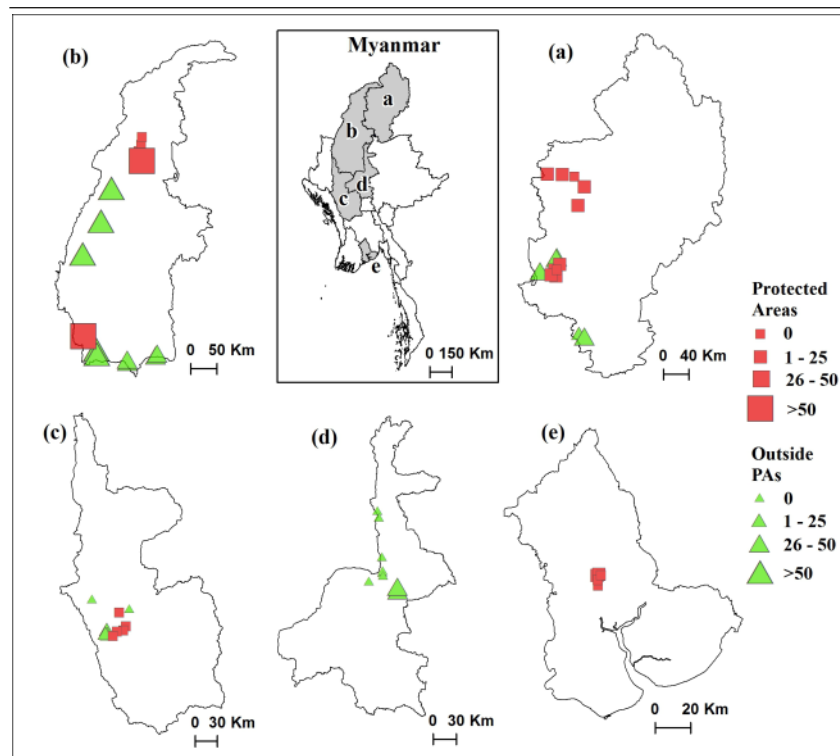 (b)
Myanmar
a
b
d
c
e
0 150 Km
(a)
0 50 Km
0 40 Km
Protected
Areas
0
1 - 25
26 - 50
>50
Outside
PAs
0
1 - 25
26 - 50
>50
(c)
0 30 Km
(d)
0 30 Km
(e)
0 20 Km